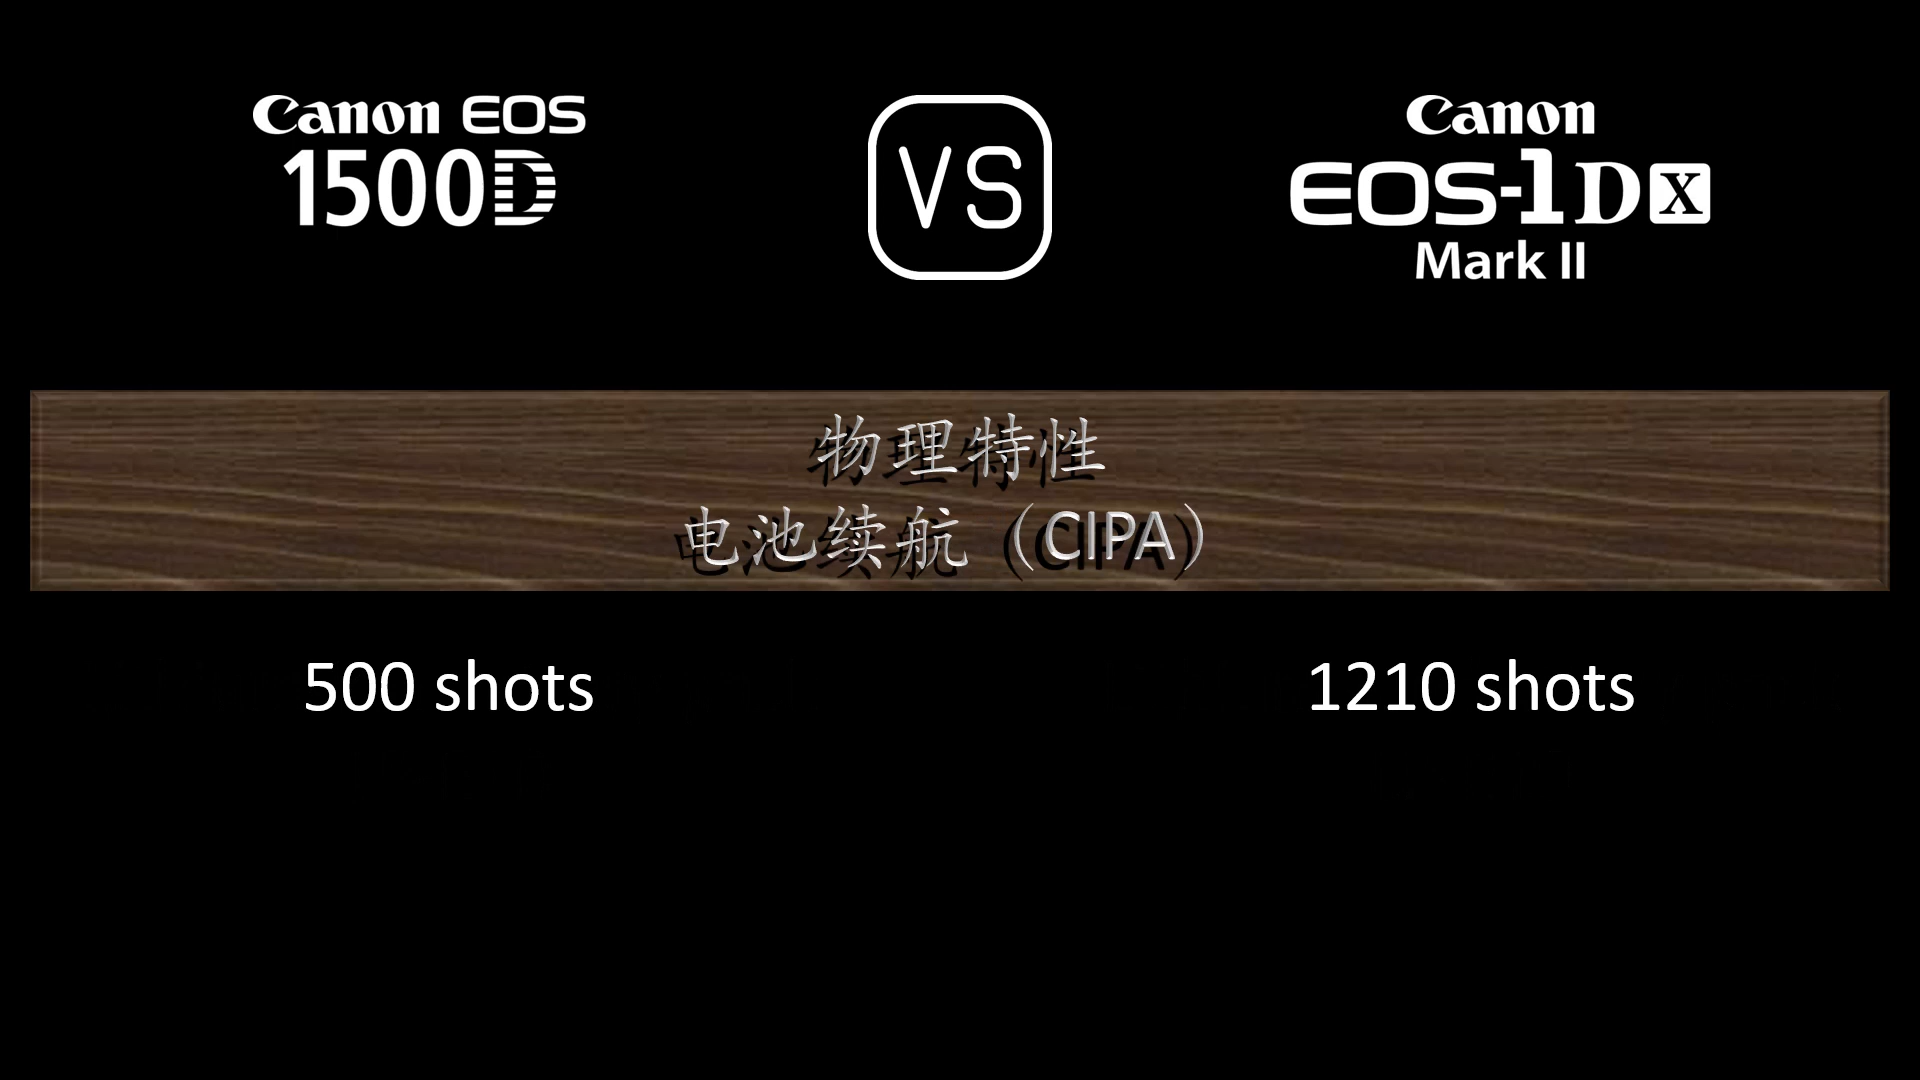 Canon EOS
1500D
VS
Canon
EOS-1DX
Mark II
物理特性
电池续航（CIPA）
500 shots
1210 shots